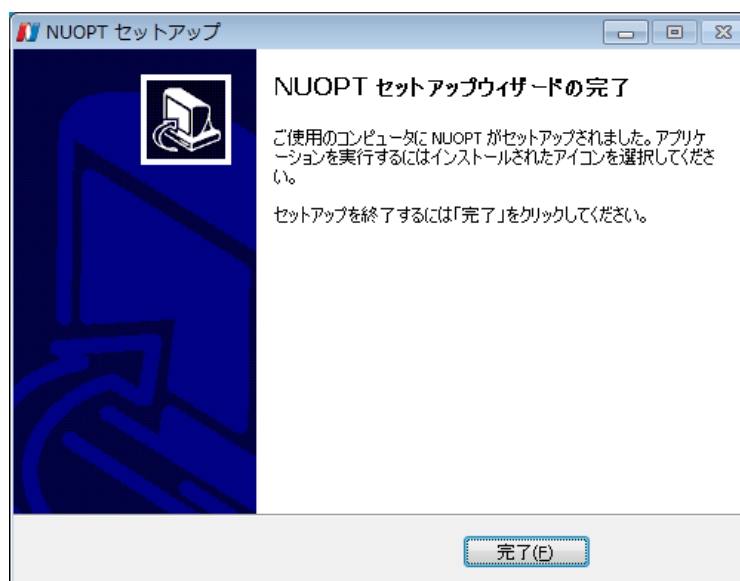 NUOPT セットアップ
NUOPT セットアップウィザードの完了
ご使用のコンピュータに NUOPT がセットアップされました。アプリケ
ーションを実行するにはインストールされたアイコンを選択してくださ
い。
セットアップを終了するには「完了」をクリックしてください。
完了(F)